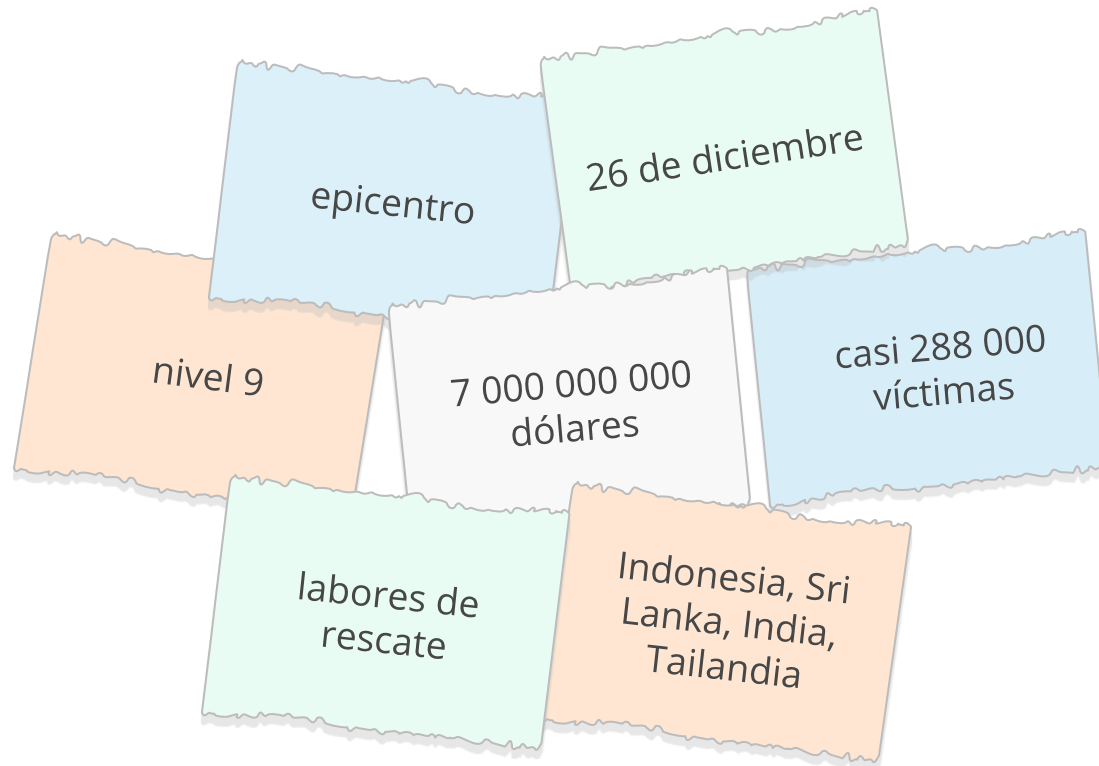 epicentro
26 de diciembre
nivel 9
7 000 000 000
dólares
casi 288 000
víctimas
labores de
rescate
Indonesia, Sri
Lanka, India,
Tailandia